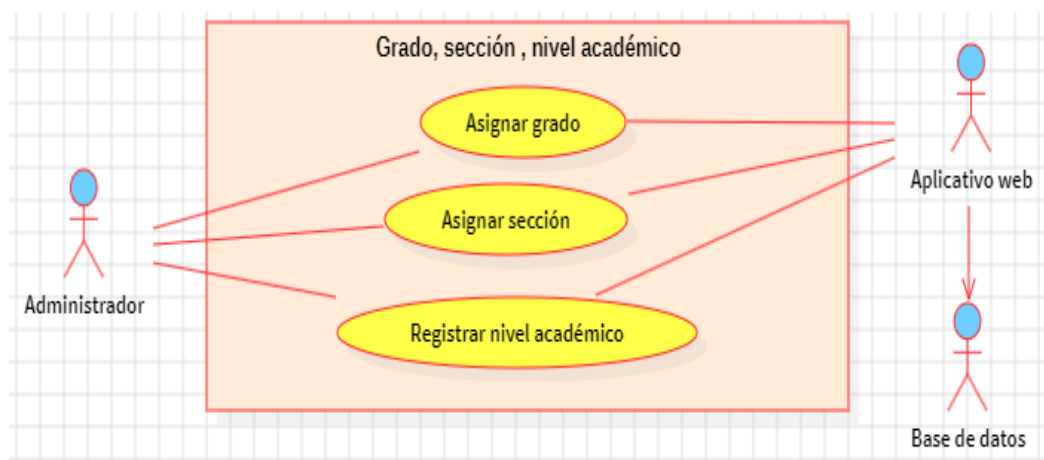 Grado, sección , nivel académico
Asignar grado
Asignar sección
Registrar nivel académico
Administrador
Aplicativo web
Base de datos